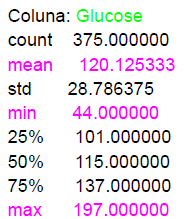 Coluna: Glucose
count 375.000000
mean 120.125333
std 28.786375
min 44.000000
25% 101.000000
50% 115.000000
75% 137.000000
max 197.000000